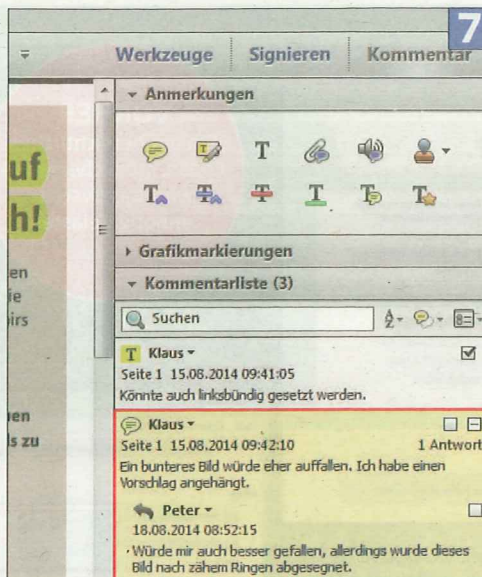 7
Werkzeuge Signieren Kommentar
Anmerkungen
uf
h!
en
ie
irs
Grafikmarkierungen
Kommentarliste (3)
Suchen
Klaus
Seite 1 15.08.2014 09:41:05
Könnte auch linksbündig gesetzt werden.
Klaus
Seite 1 15.08.2014 09:42:10 1 Antwort
Ein bunteres Bild würde eher auffallen. Ich habe einen
Vorschlag angehängt.
nen
ls zu
Peter
18.08.2014 08:52:15
Würde mir auch besser gefallen, allerdings wurde dieses
Bild nach zähem Ringen abgesegnet.